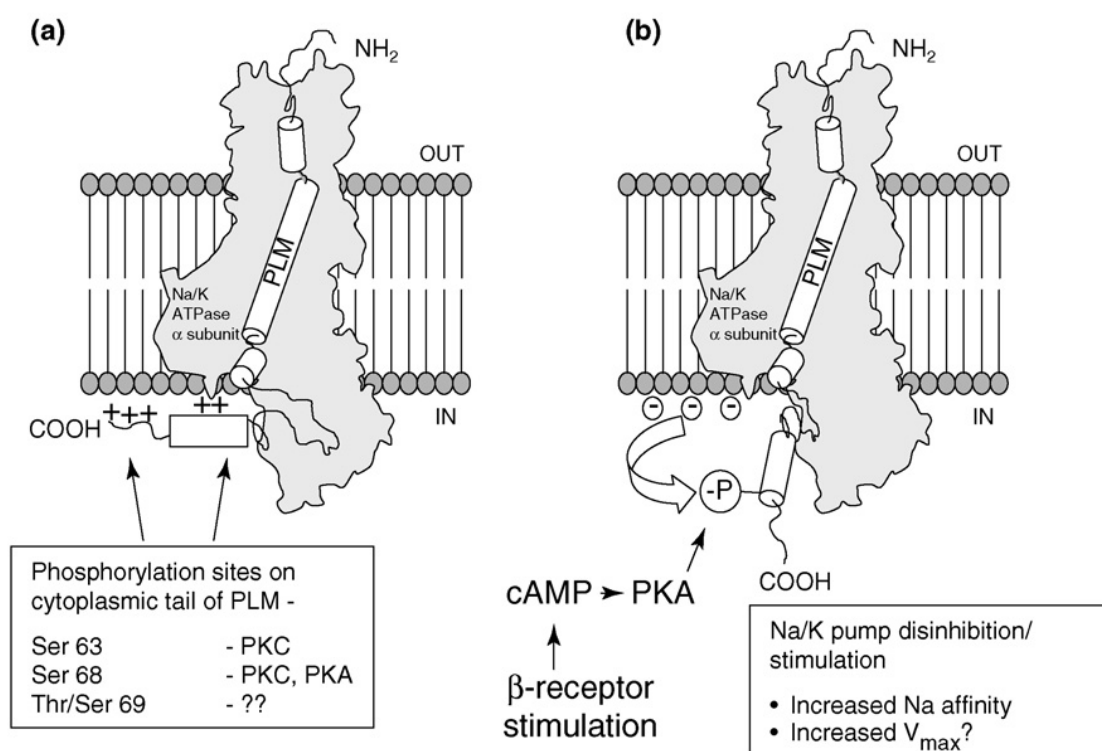 (a)
NH2
OUT
PLM
Na/K
ATPase
α subunit
IN
+++
++
COOH
Phosphorylation sites on
cytoplasmic tail of PLM -
Ser 63 - PKC
Ser 68 - PKC, PKA
Thr/Ser 69 - ??
(b)
NH2
OUT
PLM
Na/K
ATPase
α subunit
IN
- - -
-P
COOH
cAMP ➤ PKA
β-receptor
stimulation
Na/K pump disinhibition/
stimulation
• Increased Na affinity
• Increased Vmax?